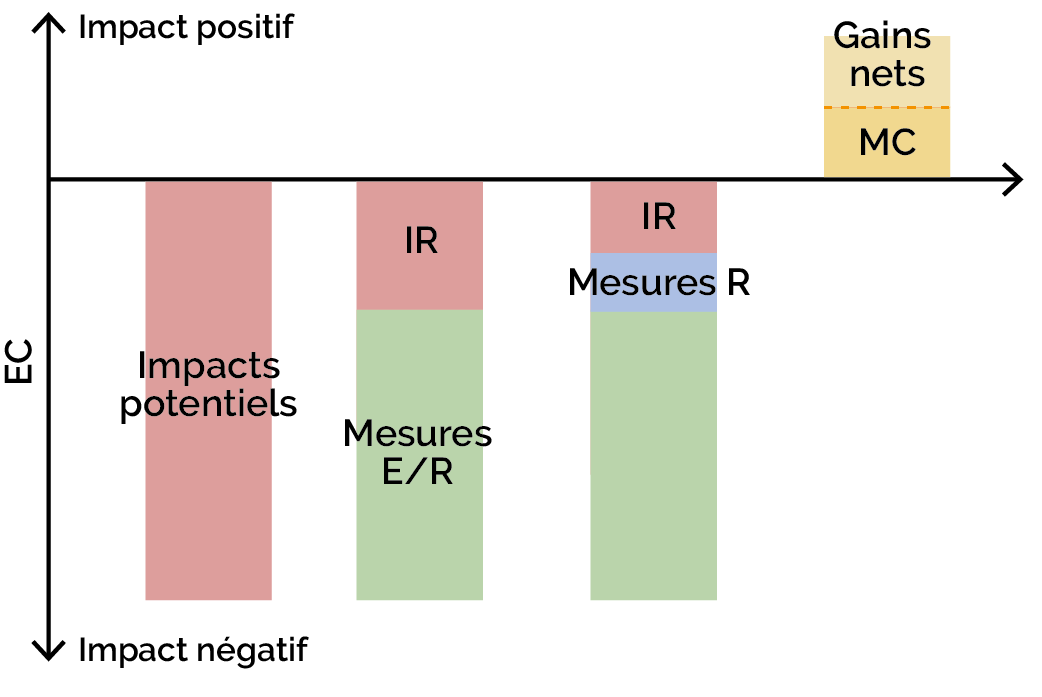 Impact positif
Gains
nets
MC
IR
IR
Mesures R
Impacts
potentiels
Mesures
E/R
EC
Impact négatif